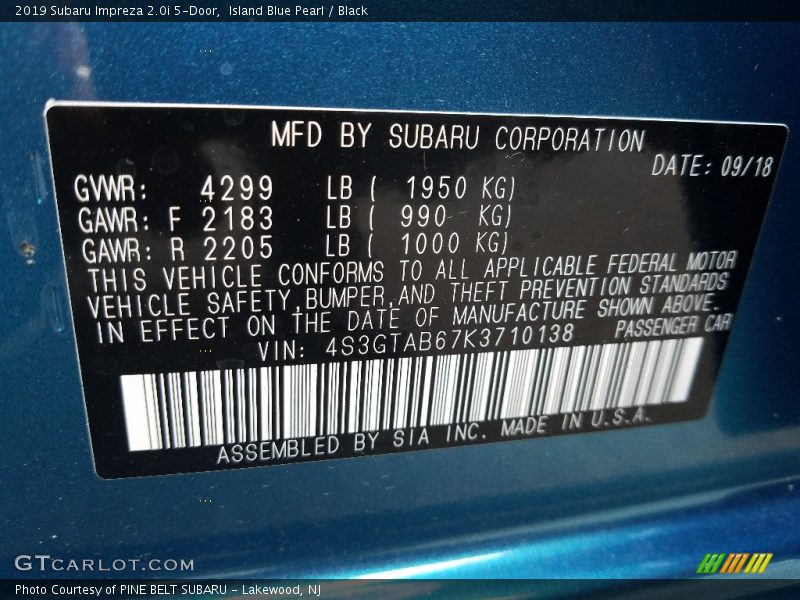 2019 Subaru Impreza 2.0i 5-Door,  Island Blue Pearl / Black
MFD BY SUBARU CORPORATION
DATE: 09/18
GVWR: 4299 LB ( 1950 KG)
GAWR: F 2183 LB ( 990 KG)
GAWR: R 2205 LB ( 1000 KG)
THIS VEHICLE CONFORMS TO ALL APPLICABLE FEDERAL MOTOR
VEHICLE SAFETY,BUMPER,AND THEFT PREVENTION STANDARDS
IN EFFECT ON THE DATE OF MANUFACTURE SHOWN ABOVE.
VIN: 4S3GTAB67K3710138 PASSENGER CAR
ASSEMBLED BY SIA INC. MADE IN U.S.A.
GTCARLOT.COM
Photo Courtesy of PINE BELT SUBARU - Lakewood, NJ